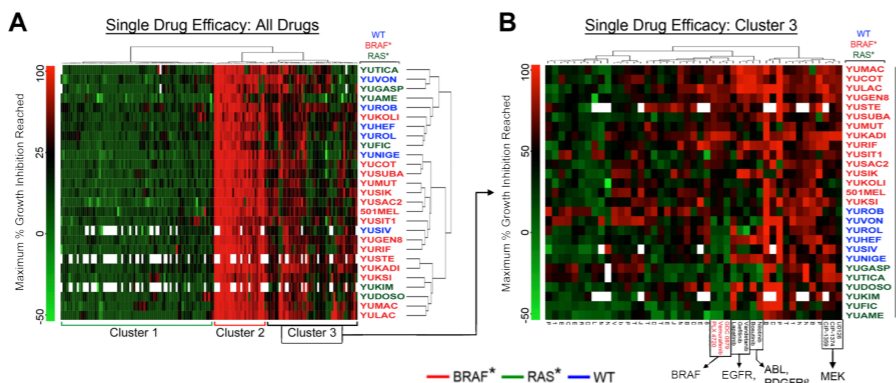 A
Single Drug Efficacy: All Drugs
WT
BRAF*
RAS*
Maximum % Growth Inhibition Reached
100
25
0
-50
YUTICA
YUVON
YUGASP
YUAME
YUROB
YUKOLI
YUHEF
YUROL
YUFIC
YUNIGE
YUCOT
YUSUBA
YUMUT
YUSIK
YUSAC2
501MEL
YUSIT1
YUSIV
YUGEN8
YURIF
YUSTE
YUKADI
YUKSI
YUKIM
YUDOSO
YUMAC
YULAC
Cluster 1
Cluster 2
Cluster 3
B
Single Drug Efficacy: Cluster 3
WT
BRAF*
RAS*
Maximum % Growth Inhibition Reached
100
50
0
-50
YUMAC
YUCOT
YULAC
YUGEN8
YUSTE
YUSUBA
YUMUT
YUKADI
YURIF
YUSIT1
YUSAC2
YUSIK
YUKOLI
501MEL
YUKSI
YUROB
YUVON
YUROL
YUHEF
YUSIV
YUNIGE
YUGASP
YUTICA
YUDOSO
YUKIM
YUFIC
YUAME
BRAF
EGFR,
ABL,
MEK
BRAF*
RAS*
WT